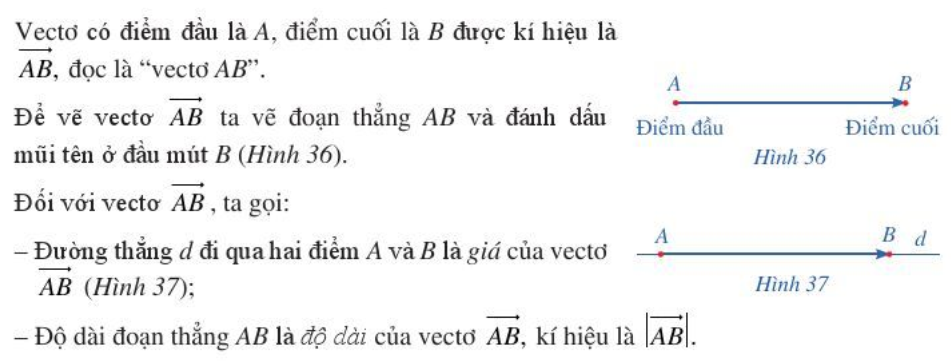 Vectơ có điểm đầu là A, điểm cuối là B được kí hiệu là
$\overrightarrow{AB}$, đọc là “vectơ AB”.
Để vẽ vectơ $\overrightarrow{AB}$ ta vẽ đoạn thẳng AB và đánh dấu
mũi tên ở đầu mút B (Hình 36).
A B
Điểm đầu Điểm cuối
Hình 36
Đối với vectơ $\overrightarrow{AB}$, ta gọi:
– Đường thẳng d đi qua hai điểm A và B là giá của vectơ
$\overrightarrow{AB}$ (Hình 37);
A B d
Hình 37
– Độ dài đoạn thẳng AB là độ dài của vectơ $\overrightarrow{AB}$, kí hiệu là $|\overrightarrow{AB}|$.